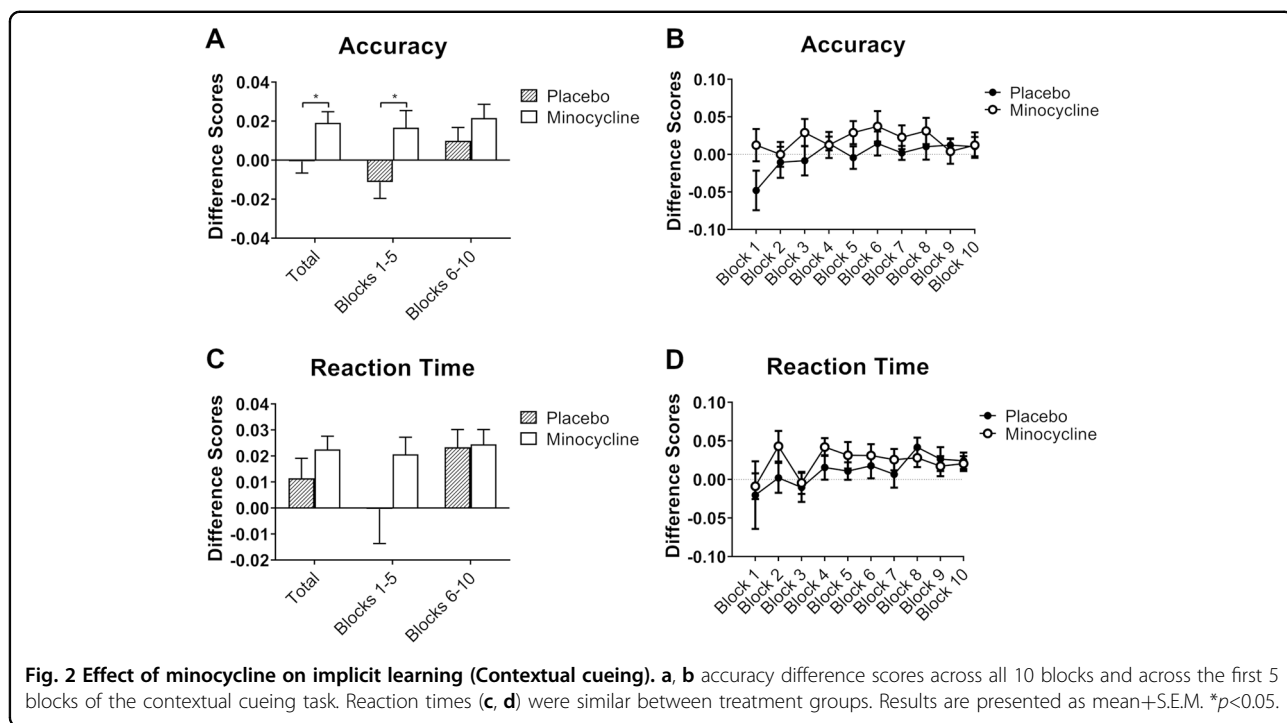 A
Accuracy
Difference Scores
0.04
0.02
0.00
-0.02
-0.04
*
*
Total
Blocks 1-5
Blocks 6-10
Placebo
Minocycline
B
Accuracy
Difference Scores
0.10
0.05
0.00
-0.05
-0.10
Block 1
Block 2
Block 3
Block 4
Block 5
Block 6
Block 7
Block 8
Block 9
Block 10
Placebo
Minocycline
C
Reaction Time
Difference Scores
0.04
0.03
0.02
0.01
0.00
-0.01
-0.02
Total
Blocks 1-5
Blocks 6-10
Placebo
Minocycline
D
Reaction Time
Difference Scores
0.10
0.05
0.00
-0.05
-0.10
Block 1
Block 2
Block 3
Block 4
Block 5
Block 6
Block 7
Block 8
Block 9
Block 10
Placebo
Minocycline
Fig. 2 Effect of minocycline on implicit learning (Contextual cueing). a, b accuracy difference scores across all 10 blocks and across the first 5
blocks of the contextual cueing task. Reaction times (c, d) were similar between treatment groups. Results are presented as mean+S.E.M. *p<0.05.